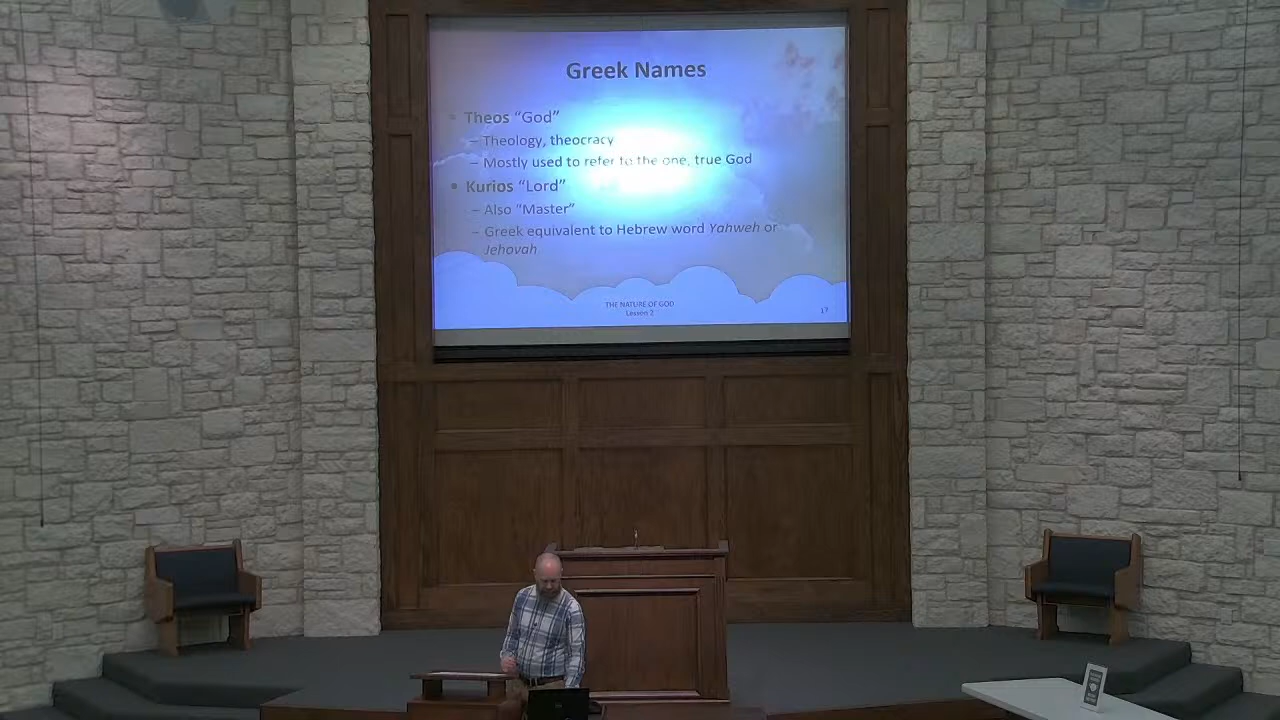 Greek Names
• Theos “God”
– Theology, theocracy
– Mostly used to refer to the one, true God
• Kurios “Lord”
– Also “Master”
– Greek equivalent to Hebrew word Yahweh or
Jehovah
THE NATURE OF GOD
Lesson 2